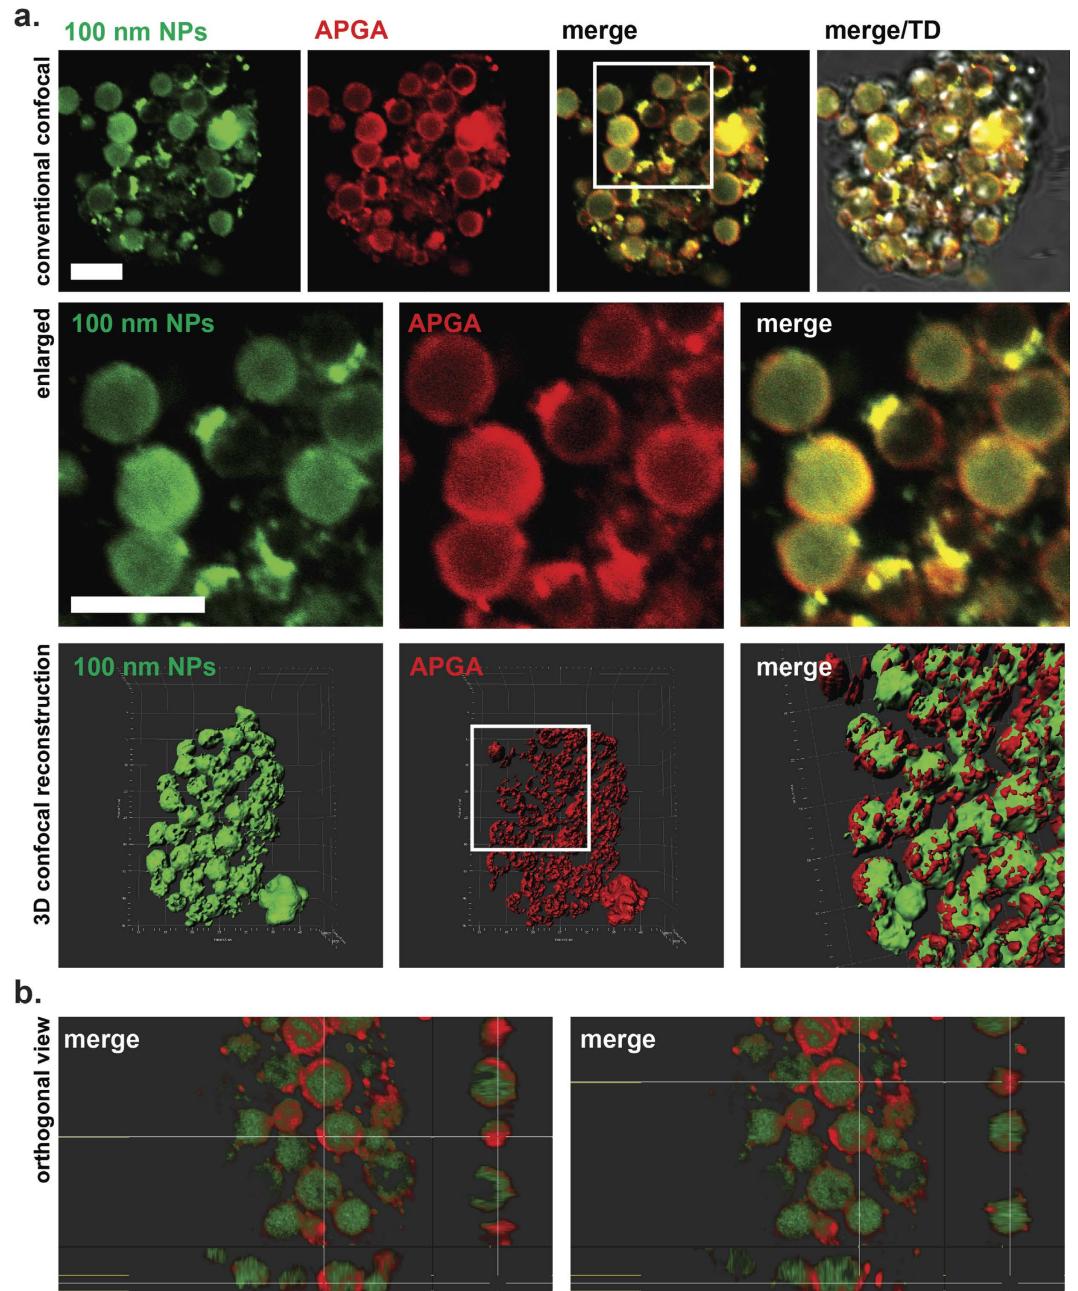 a.
100 nm NPs
APGA
merge
merge/TD
conventional confocal
enlarged
100 nm NPs
APGA
merge
3D confocal reconstruction
100 nm NPs
APGA
merge
b.
orthogonal view
merge
merge